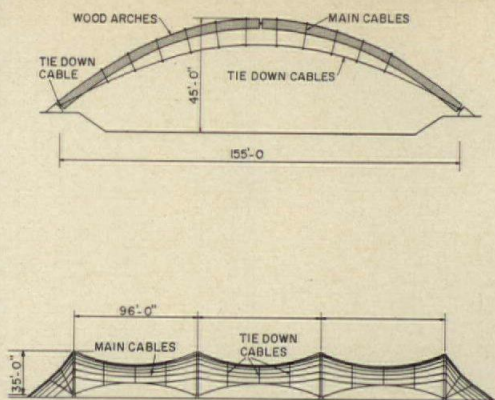 WOOD ARCHES
MAIN CABLES
TIE DOWN
CABLE
45'-0"
TIE DOWN CABLES
155'-0
96'-0"
MAIN CABLES
TIE DOWN
CABLES
35'-0"